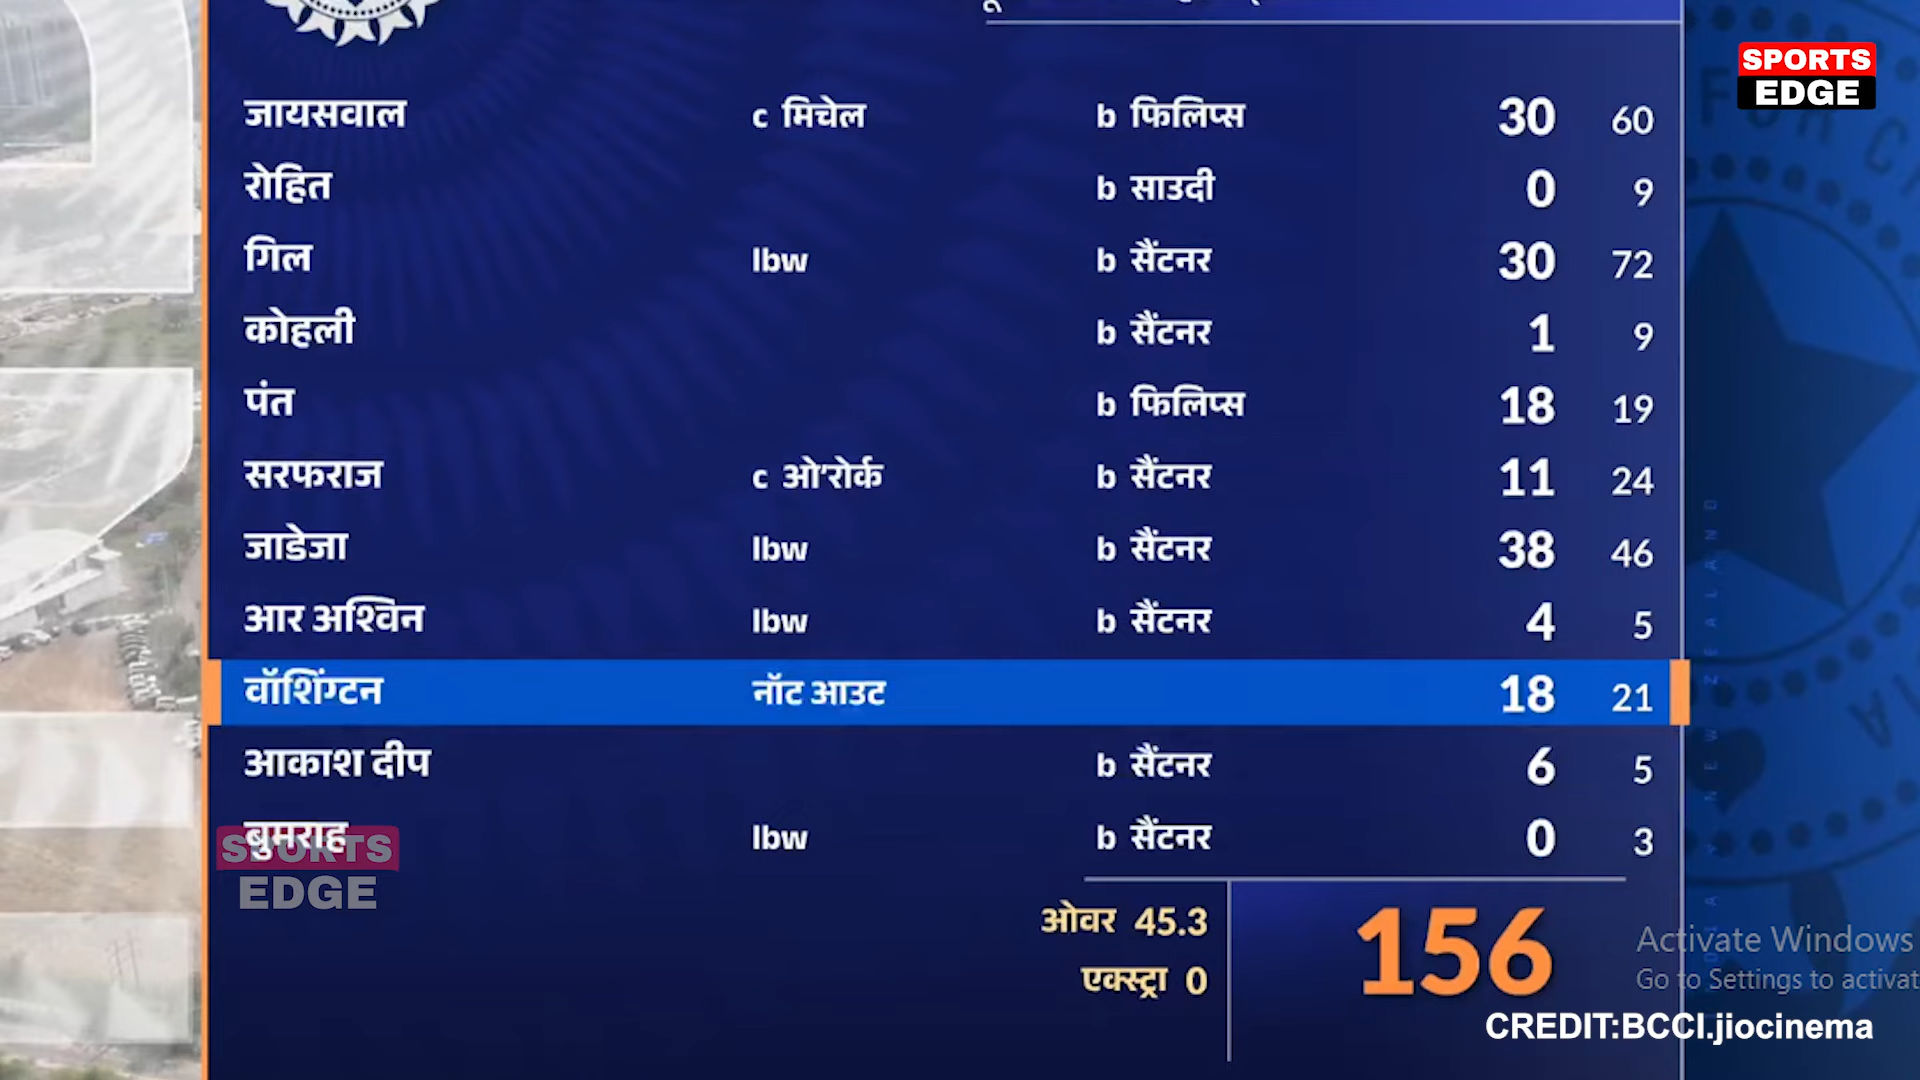 SPORTS
EDGE
जायसवाल c मिचेल b फिलिप्स 30 60
रोहित b साउदी 0 9
गिल lbw b सैंटनर 30 72
कोहली b सैंटनर 1 9
पंत b फिलिप्स 18 19
सरफराज c ओ'रोर्क b सैंटनर 11 24
जाडेजा lbw b सैंटनर 38 46
आर अश्विन lbw b सैंटनर 4 5
वॉशिंग्टन नॉट आउट 18 21
आकाश दीप b सैंटनर 6 5
बुमराह lbw b सैंटनर 0 3
SPORTS
EDGE
ओवर 45.3
एक्स्ट्रा 0
156
Activate Windows
Go to Settings to activat
CREDIT:BCCI.jiocinema